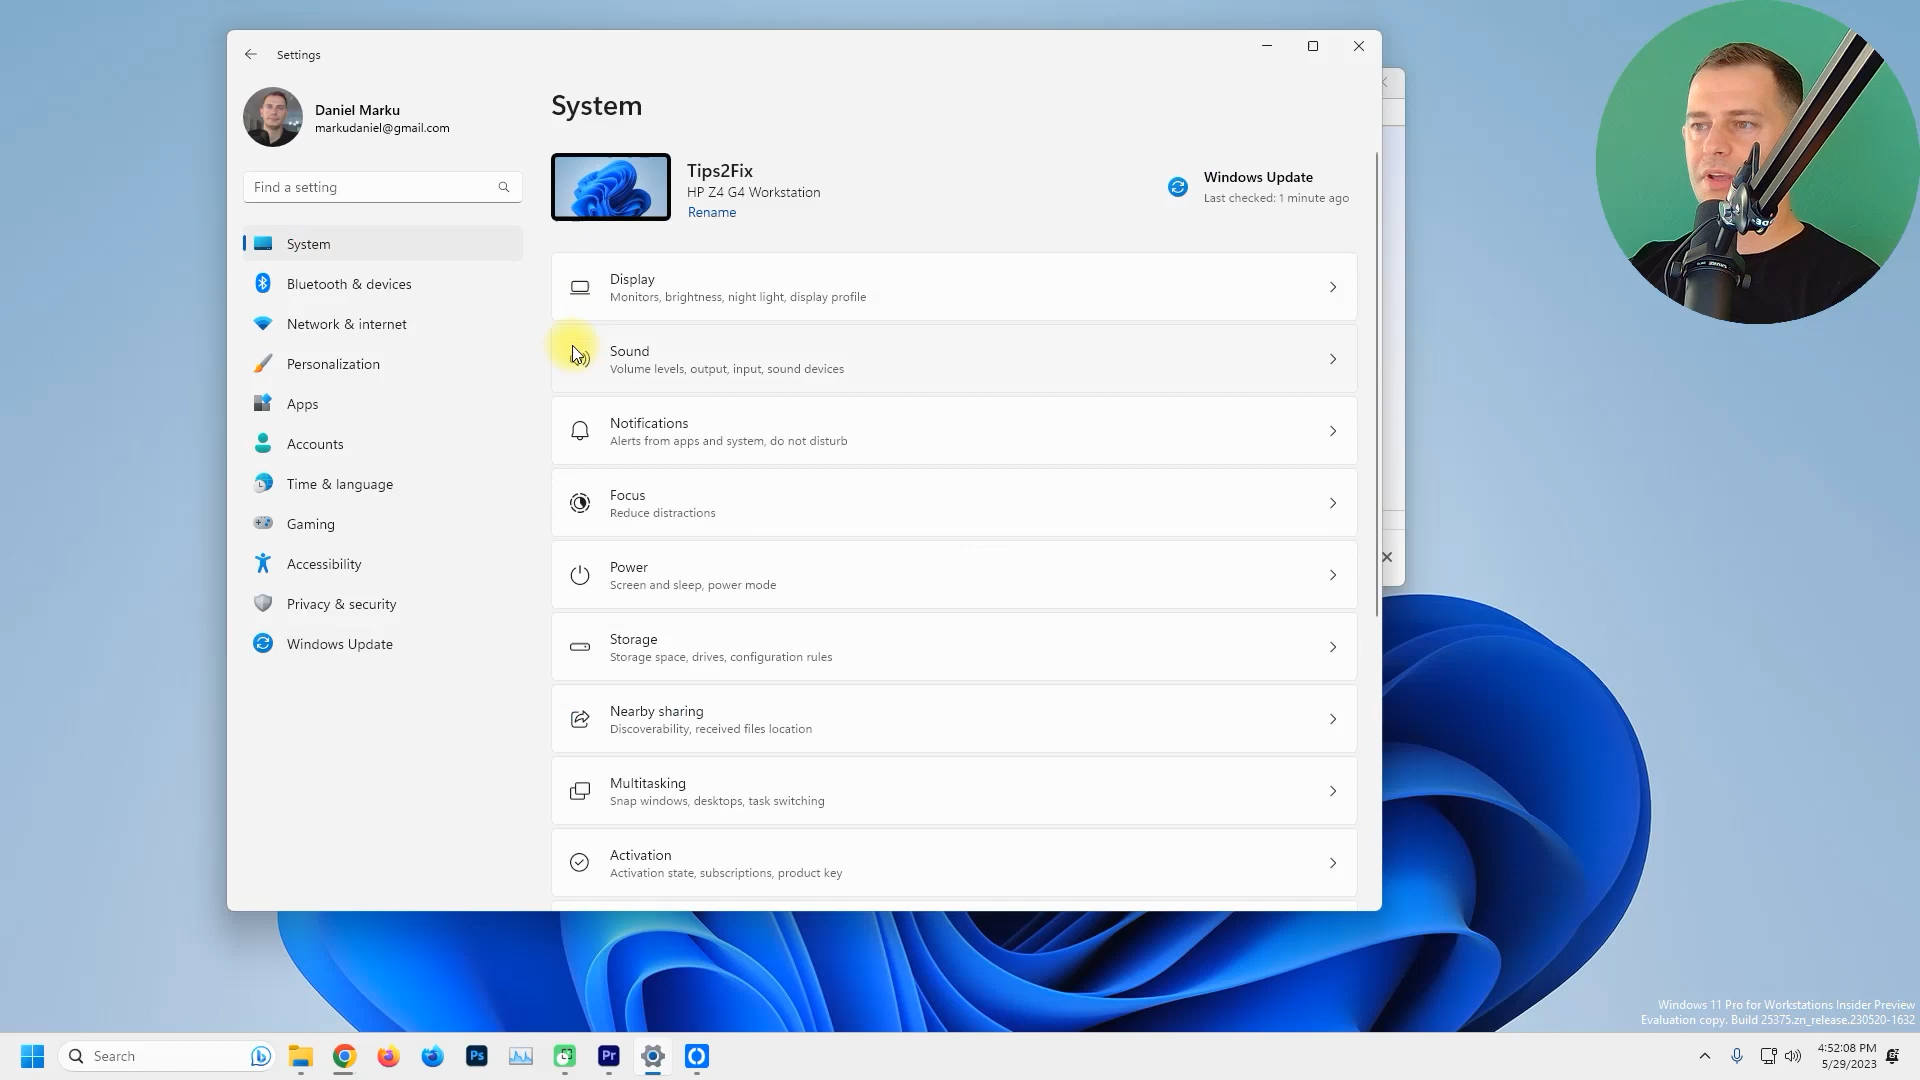 Settings
Daniel Marku
markudaniel@gmail.com
Find a setting
System
Bluetooth & devices
Network & internet
Personalization
Apps
Accounts
Time & language
Gaming
Accessibility
Privacy & security
Windows Update
System
Tips2Fix
HP Z4 G4 Workstation
Rename
Windows Update
Last checked: 1 minute ago
Display
Monitors, brightness, night light, display profile
Sound
Volume levels, output, input, sound devices
Notifications
Alerts from apps and system, do not disturb
Focus
Reduce distractions
Power
Screen and sleep, power mode
Storage
Storage space, drives, configuration rules
Nearby sharing
Discoverability, received files location
Multitasking
Snap windows, desktops, task switching
Activation
Activation state, subscriptions, product key
Windows 11 Pro for Workstations Insider Preview
Evaluation copy. Build 25375.zn_release.230520-1632
Search
Ps
Pr
4:52:08 PM
5/29/2023